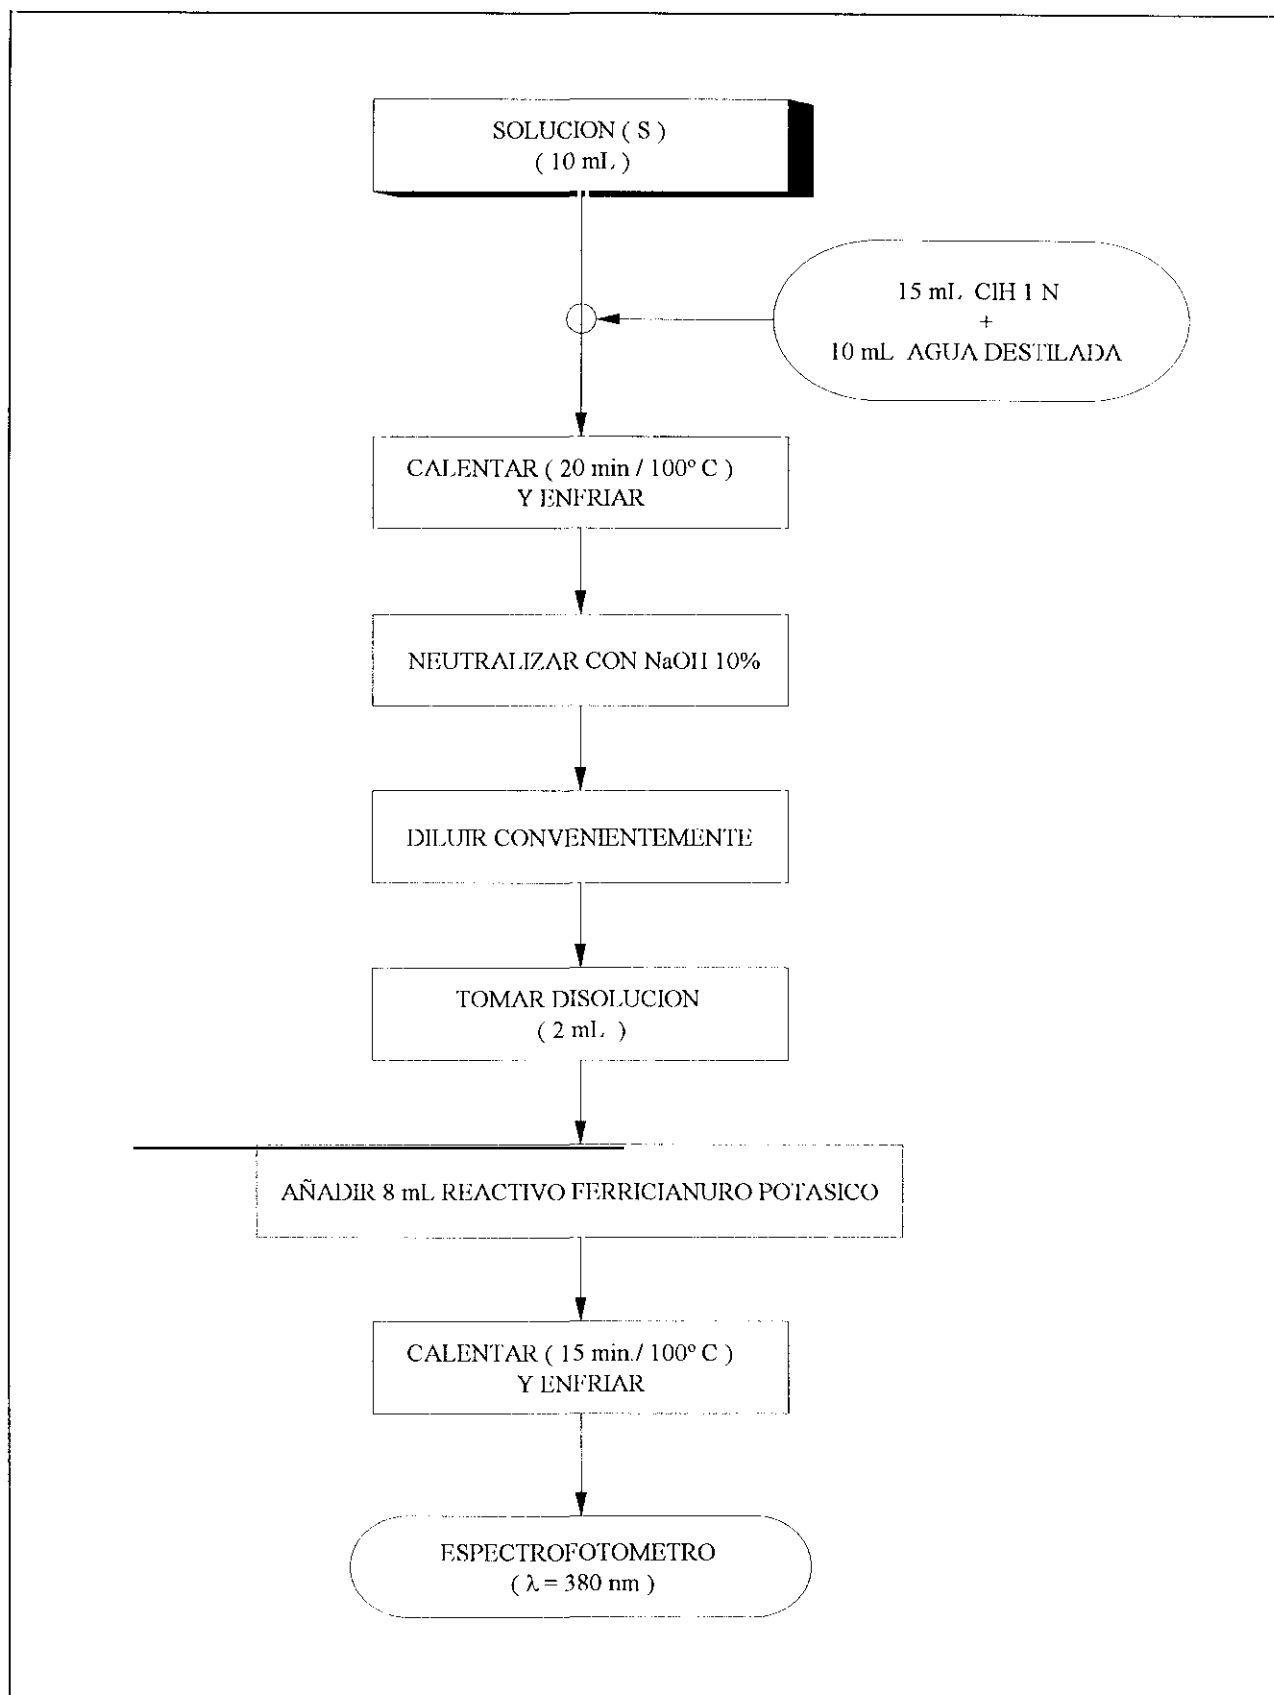 SOLUCION ( S )
( 10 mL )
15 mL ClH 1 N
+
10 mL AGUA DESTILADA
CALENTAR ( 20 min / 100º C )
Y ENFRIAR
NEUTRALIZAR CON NaOH 10%
DILUIR CONVENIENTEMENTE
TOMAR DISOLUCION
( 2 mL )
AÑADIR 8 mL REACTIVO FERRICIANURO POTASICO
CALENTAR ( 15 min./ 100º C )
Y ENFRIAR
ESPECTROFOTOMETRO
( λ = 380 nm )